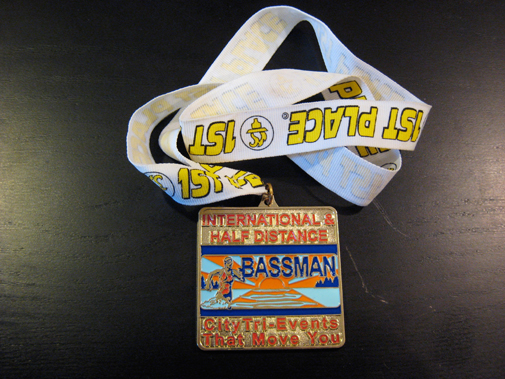 1ST PLACE ©
1ST
1ST
INTERNATIONAL &
HALF DISTANCE
BASSMAN
CityTri-Events
That Move You